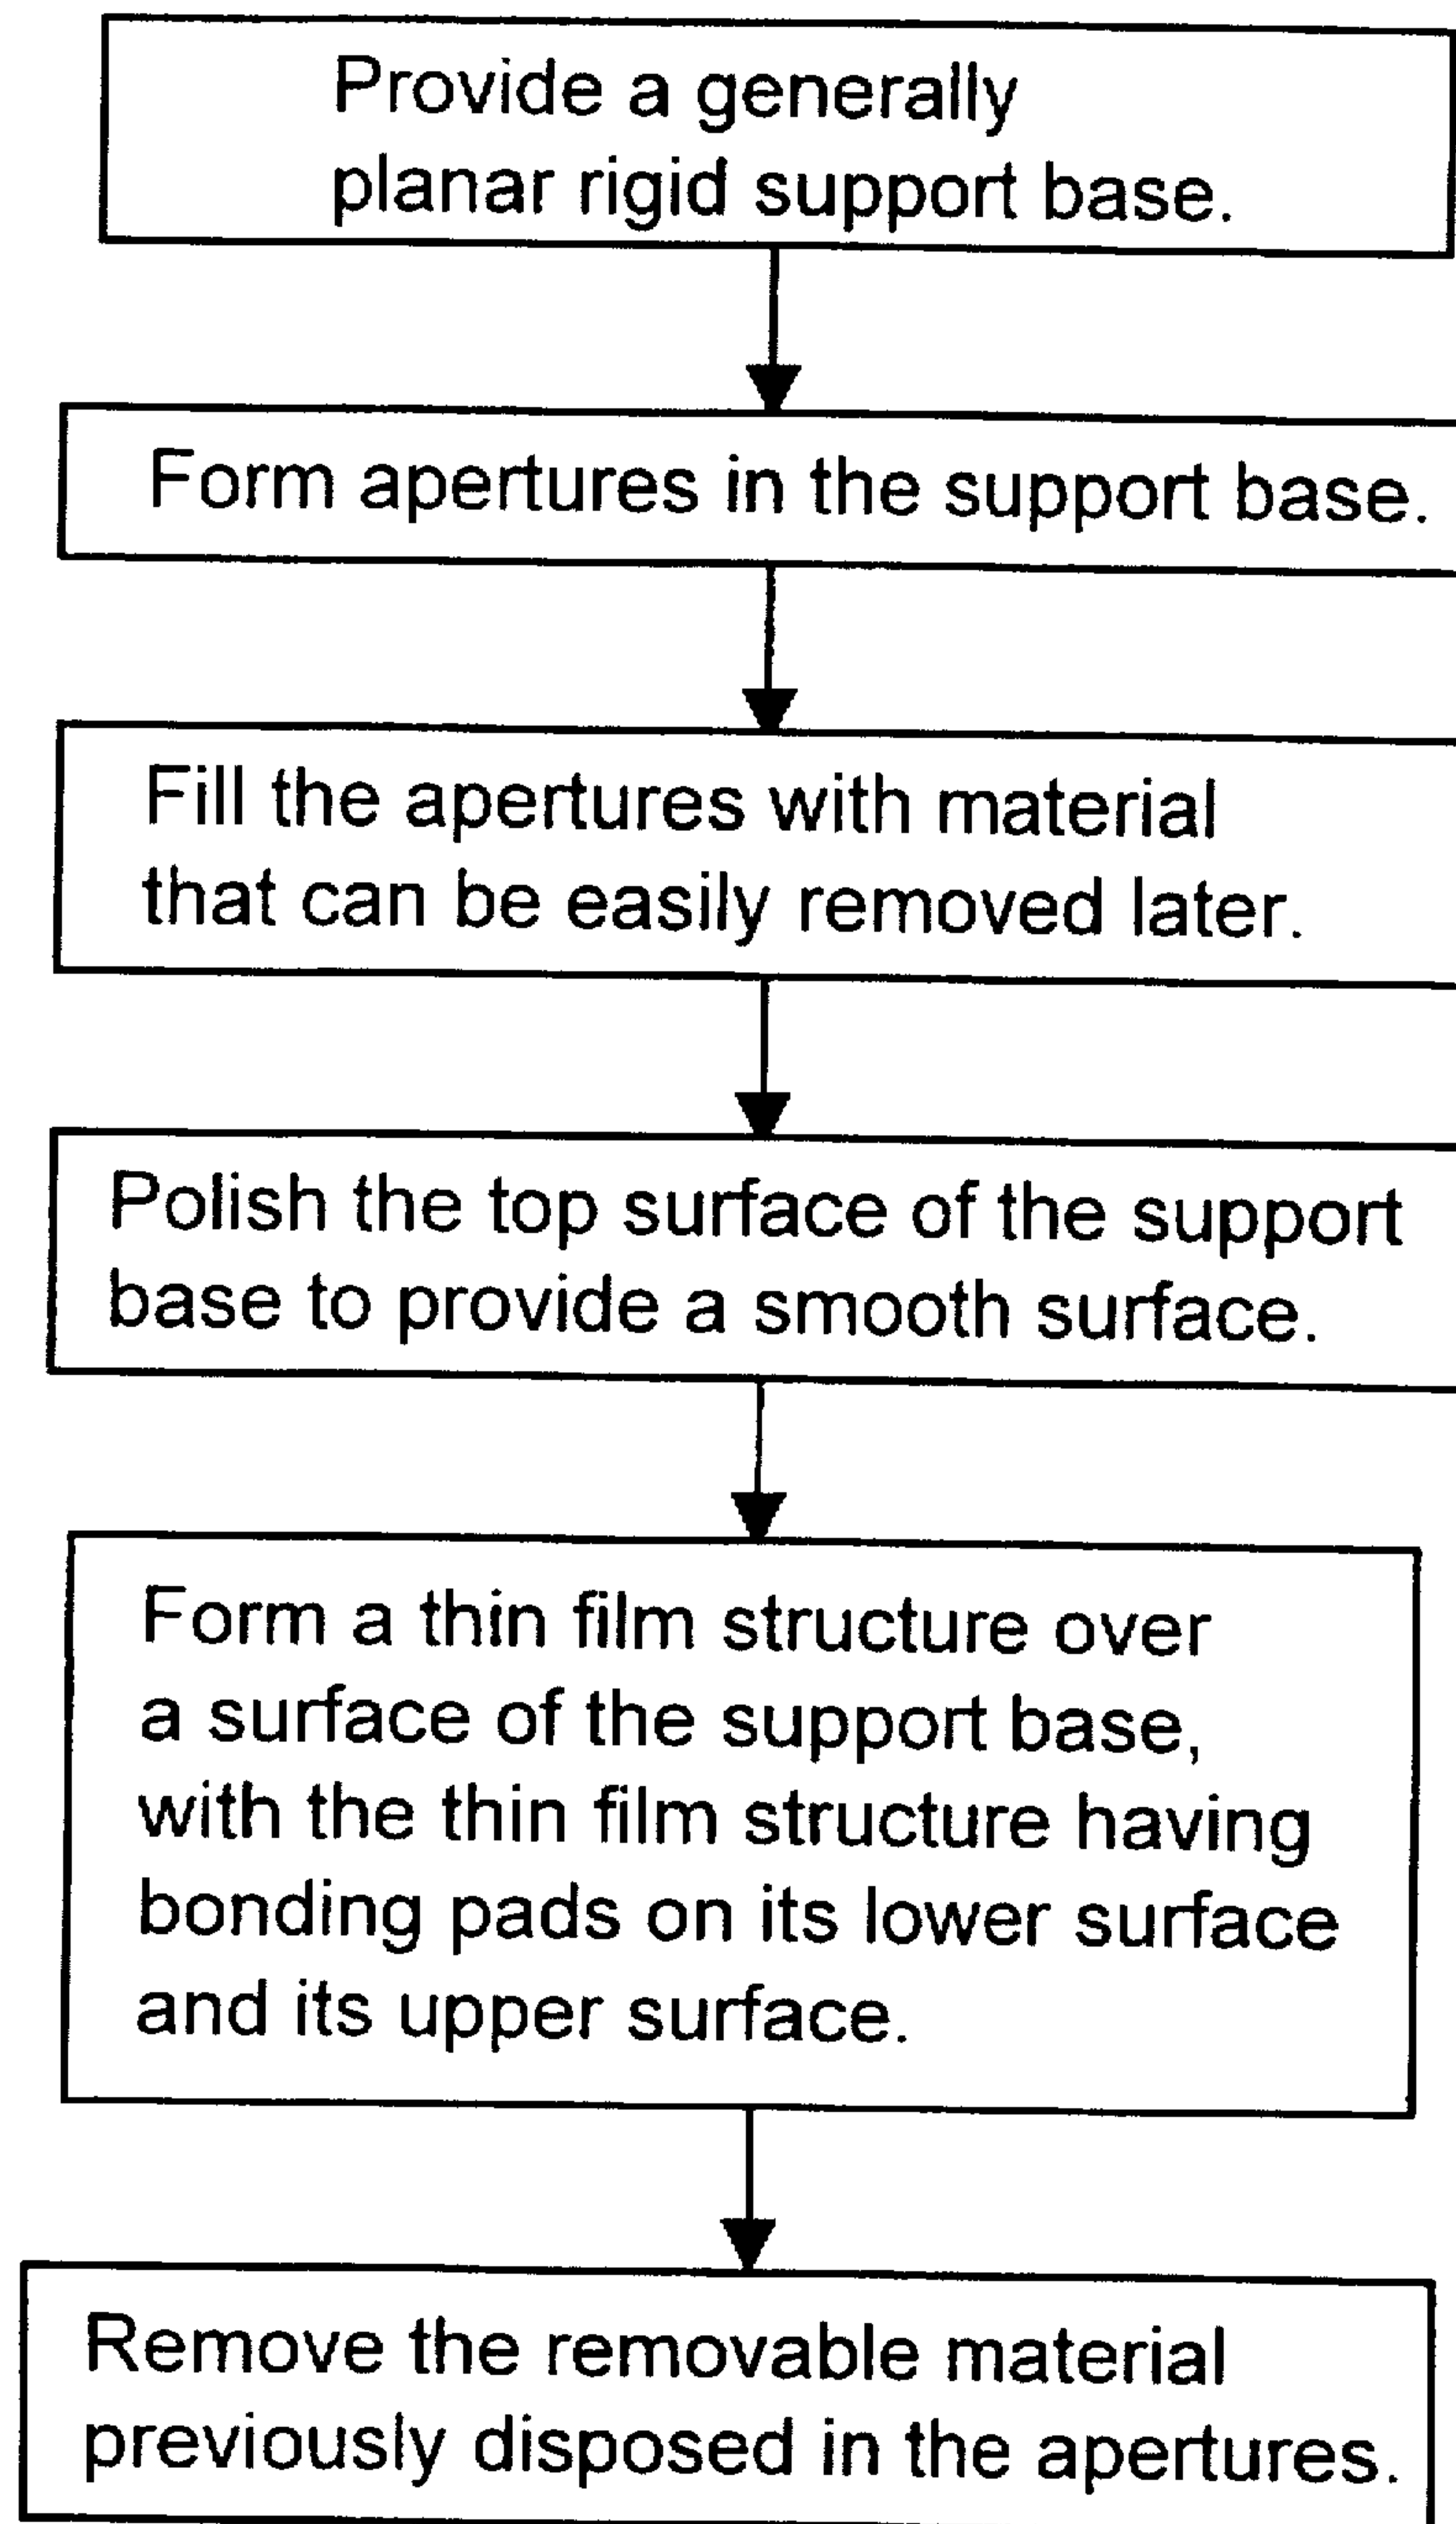 Provide a generally
planar rigid support base.
Form apertures in the support base.
Fill the apertures with material
that can be easily removed later.
Polish the top surface of the support
base to provide a smooth surface.
Form a thin film structure over
a surface of the support base,
with the thin film structure having
bonding pads on its lower surface
and its upper surface.
Remove the removable material
previously disposed in the apertures.